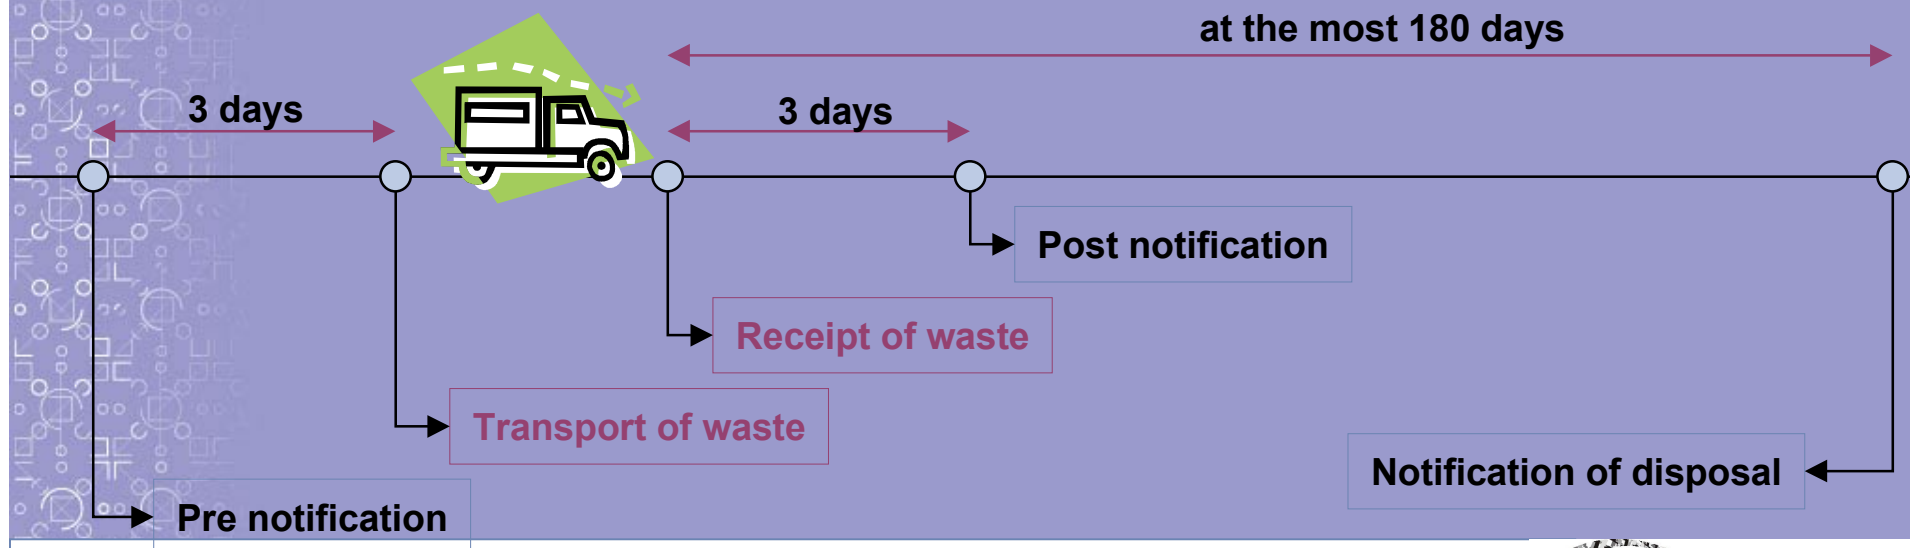 at the most 180 days
3 days
3 days
Post notification
Receipt of waste
Transport of waste
Notification of disposal
Pre notification